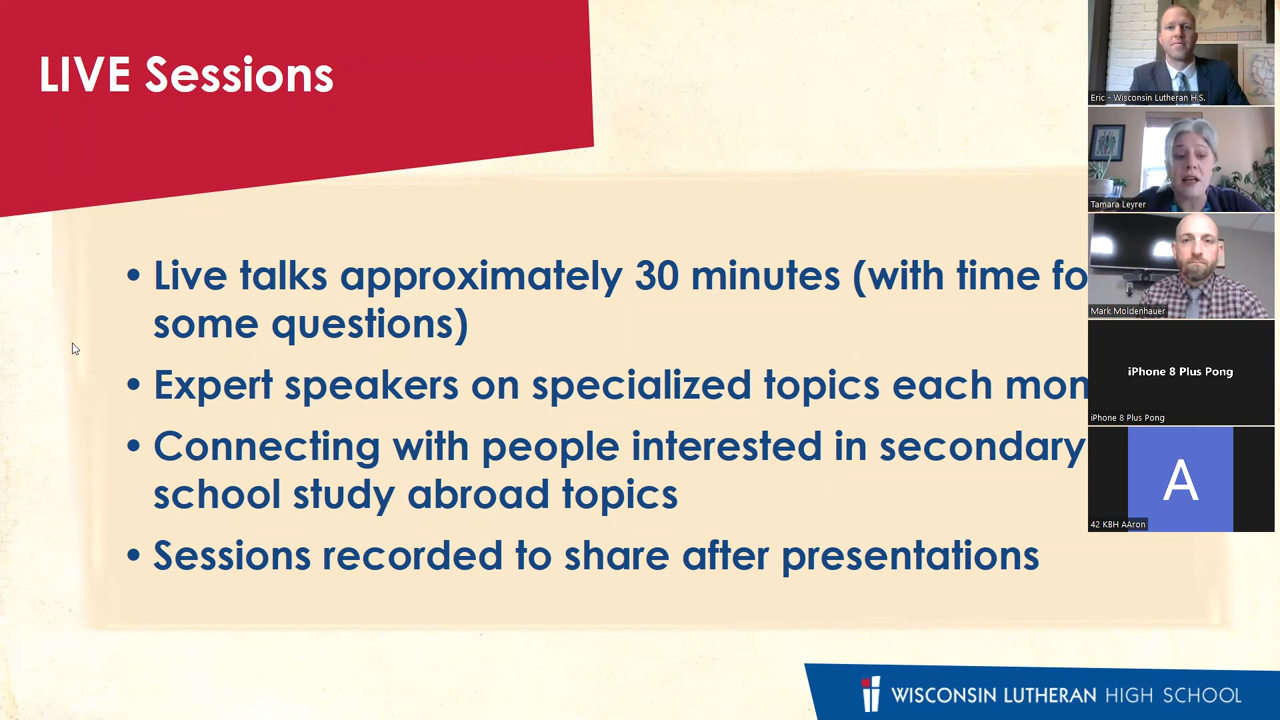 LIVE Sessions
• Live talks approximately 30 minutes (with time fo
some questions)
• Expert speakers on specialized topics each mon
• Connecting with people interested in secondary
school study abroad topics
• Sessions recorded to share after presentations
WISCONSIN LUTHERAN HIGH SCHOOL
Eric - Wisconsin Lutheran H.S.
Tamara Leyrer
Mark Moldenhauer
iPhone 8 Plus Pong
iPhone 8 Plus Pong
A
42 KBH AAron